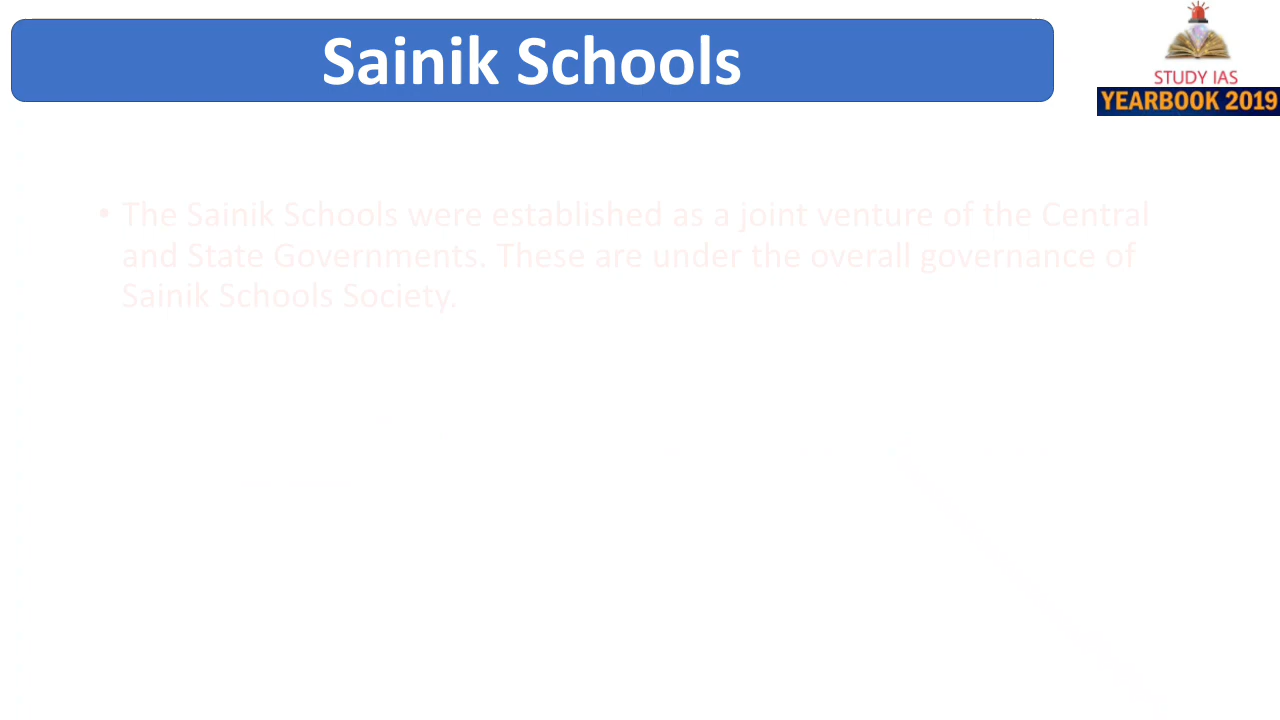 Sainik Schools
STUDY IAS
YEARBOOK 2019
• The Sainik Schools were established as a joint venture of the Central
and State Governments. These are under the overall governance of
Sainik Schools Society.